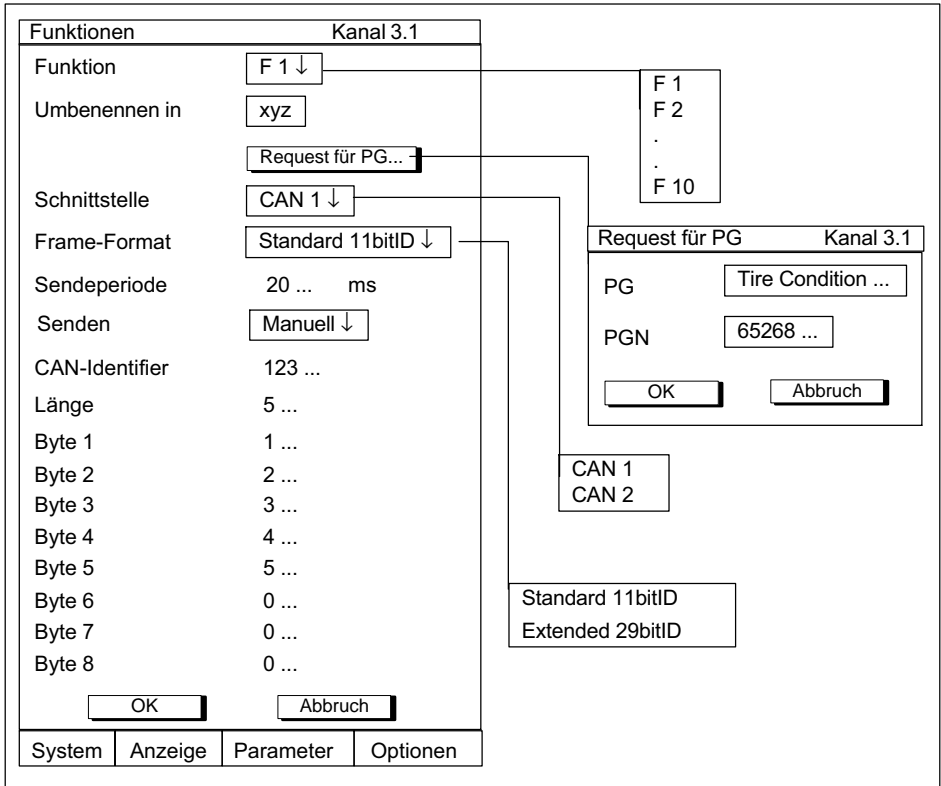 Funktionen Kanal 3.1
Funktion F 1 ↓
Umbenennen in xyz
Request für PG...
Schnittstelle CAN 1 ↓
Frame-Format Standard 11bitID ↓
Sendeperiode 20 ... ms
Senden Manuell ↓
CAN-Identifier 123 ...
Länge 5 ...
Byte 1 1 ...
Byte 2 2 ...
Byte 3 3 ...
Byte 4 4 ...
Byte 5 5 ...
Byte 6 0 ...
Byte 7 0 ...
Byte 8 0 ...
OK Abbruch
System Anzeige Parameter Optionen
F 1
F 2
.
.
F 10
Request für PG Kanal 3.1
PG Tire Condition ...
PGN 65268 ...
OK Abbruch
CAN 1
CAN 2
Standard 11bitID
Extended 29bitID